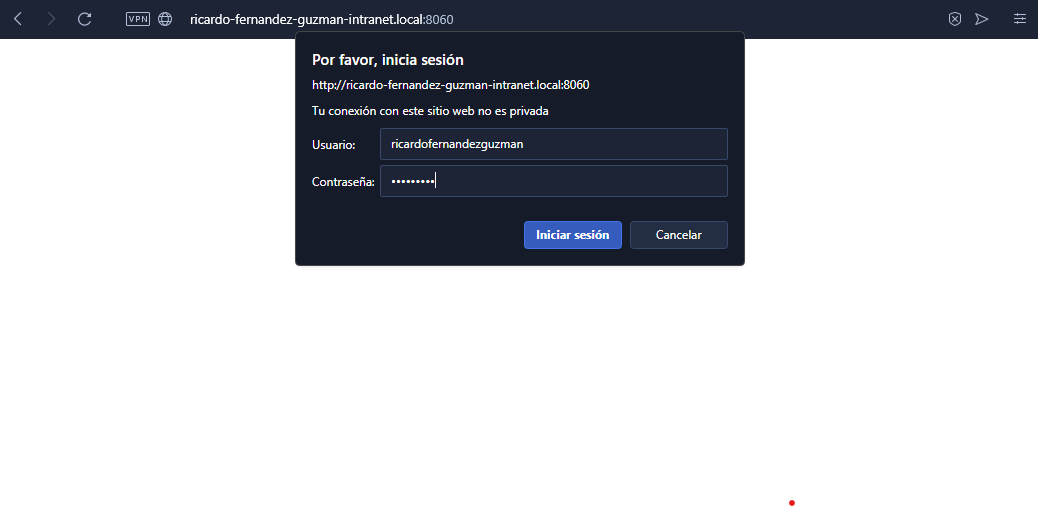 VPN ricardo-fernandez-guzman-intranet.local:8060
Por favor, inicia sesión
http://ricardo-fernandez-guzman-intranet.local:8060
Tu conexión con este sitio web no es privada
Usuario: ricardofernandezguzman
Contraseña: •••••••••
Iniciar sesión Cancelar